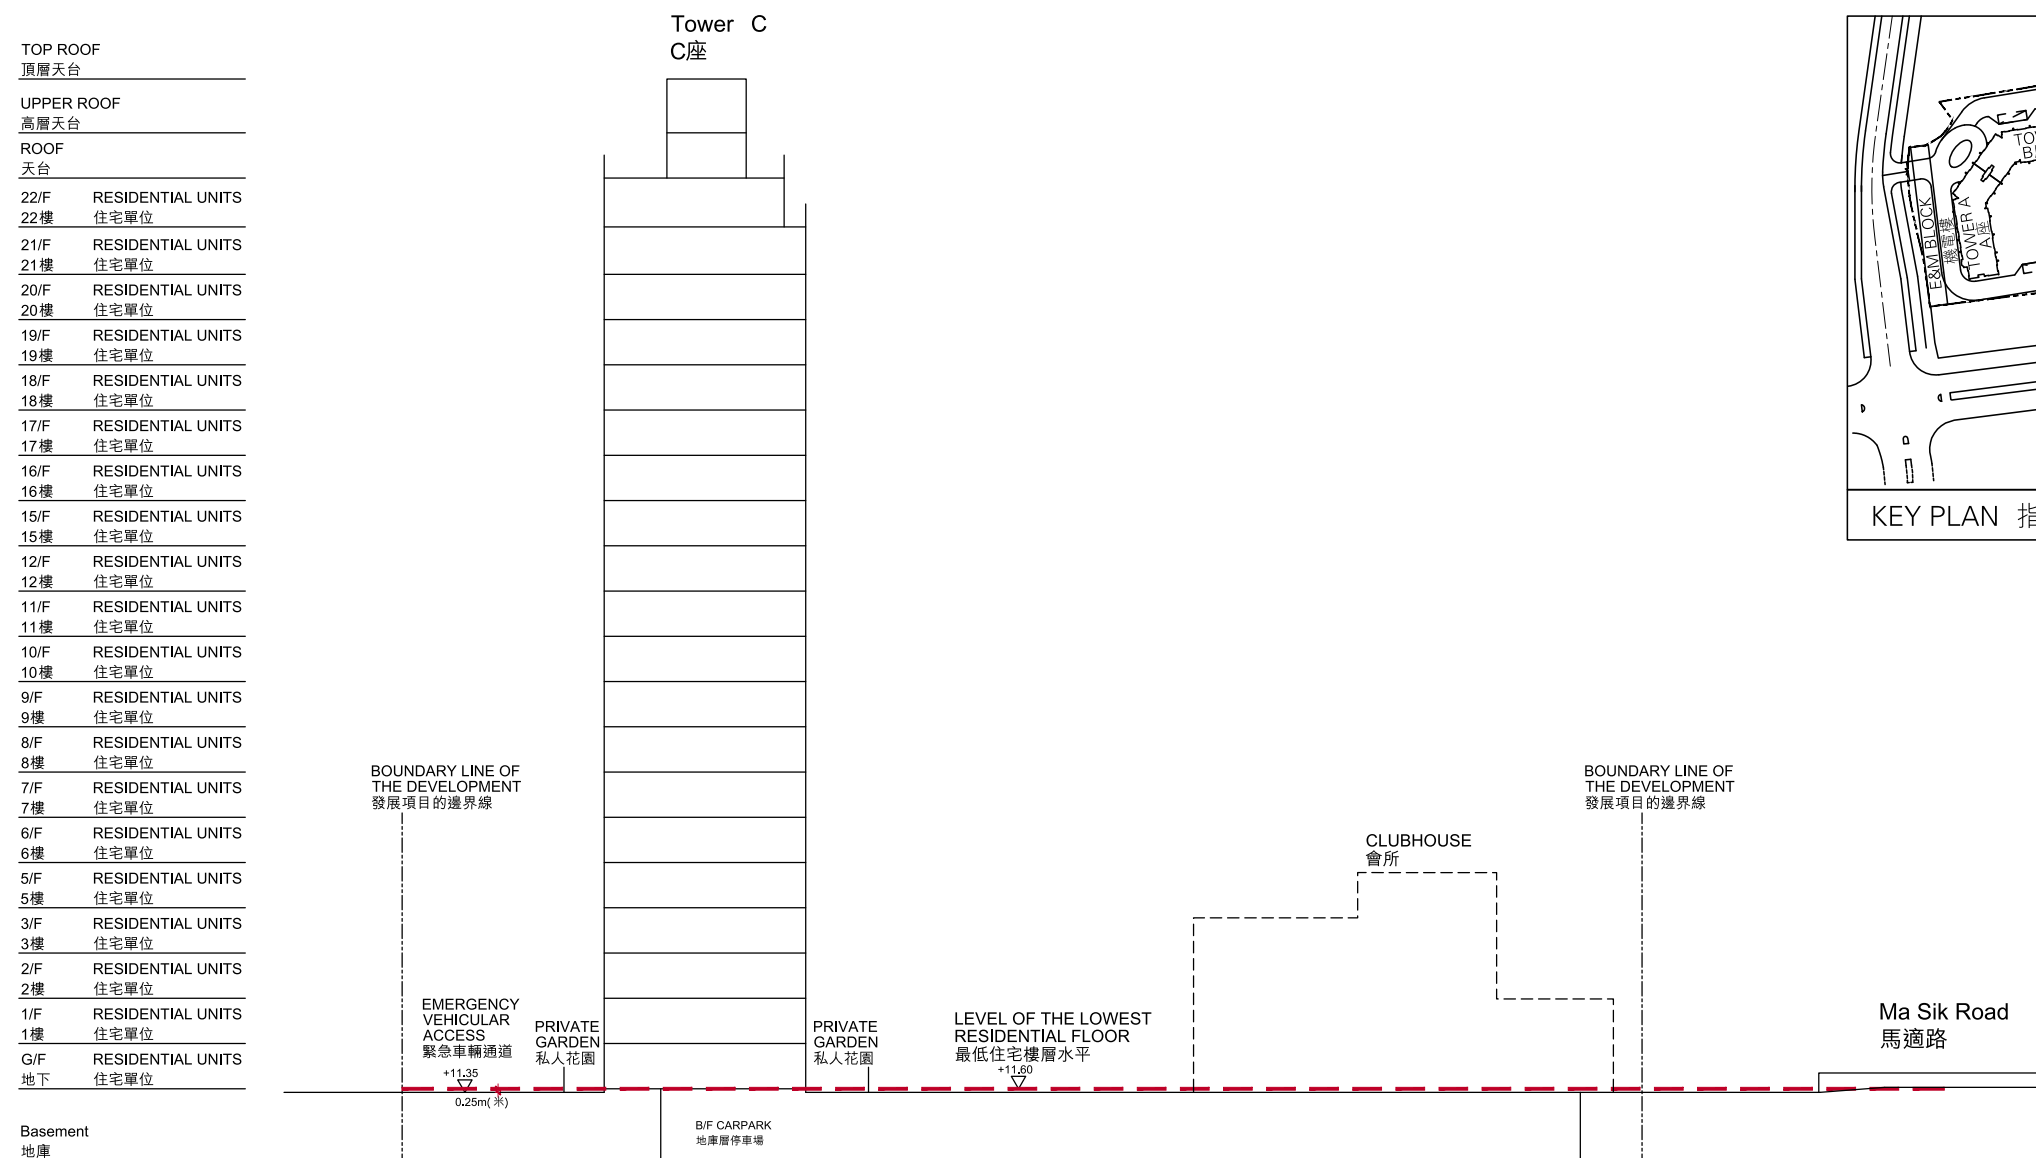 Tower C
C座
TOP ROOF
頂層天台
UPPER ROOF
高層天台
ROOF
天台
22/F RESIDENTIAL UNITS
22樓 住宅單位
21/F RESIDENTIAL UNITS
21樓 住宅單位
20/F RESIDENTIAL UNITS
20樓 住宅單位
19/F RESIDENTIAL UNITS
19樓 住宅單位
18/F RESIDENTIAL UNITS
18樓 住宅單位
17/F RESIDENTIAL UNITS
17樓 住宅單位
16/F RESIDENTIAL UNITS
16樓 住宅單位
15/F RESIDENTIAL UNITS
15樓 住宅單位
12/F RESIDENTIAL UNITS
12樓 住宅單位
11/F RESIDENTIAL UNITS
11樓 住宅單位
10/F RESIDENTIAL UNITS
10樓 住宅單位
9/F RESIDENTIAL UNITS
9樓 住宅單位
8/F RESIDENTIAL UNITS
8樓 住宅單位
7/F RESIDENTIAL UNITS
7樓 住宅單位
6/F RESIDENTIAL UNITS
6樓 住宅單位
5/F RESIDENTIAL UNITS
5樓 住宅單位
3/F RESIDENTIAL UNITS
3樓 住宅單位
2/F RESIDENTIAL UNITS
2樓 住宅單位
1/F RESIDENTIAL UNITS
1樓 住宅單位
G/F RESIDENTIAL UNITS
地下 住宅單位
Basement
地庫
BOUNDARY LINE OF
THE DEVELOPMENT
發展項目的邊界線
EMERGENCY
VEHICULAR
ACCESS
緊急車輛通道
+11.35
0.25m(米)
PRIVATE
GARDEN
私人花園
B/F CARPARK
地庫層停車場
PRIVATE
GARDEN
私人花園
LEVEL OF THE LOWEST
RESIDENTIAL FLOOR
最低住宅樓層水平
+11.60
CLUBHOUSE
會所
BOUNDARY LINE OF
THE DEVELOPMENT
發展項目的邊界線
Ma Sik Road
馬適路
E&M BLOCK
機電樓
TOWER A
A座
KEY PLAN